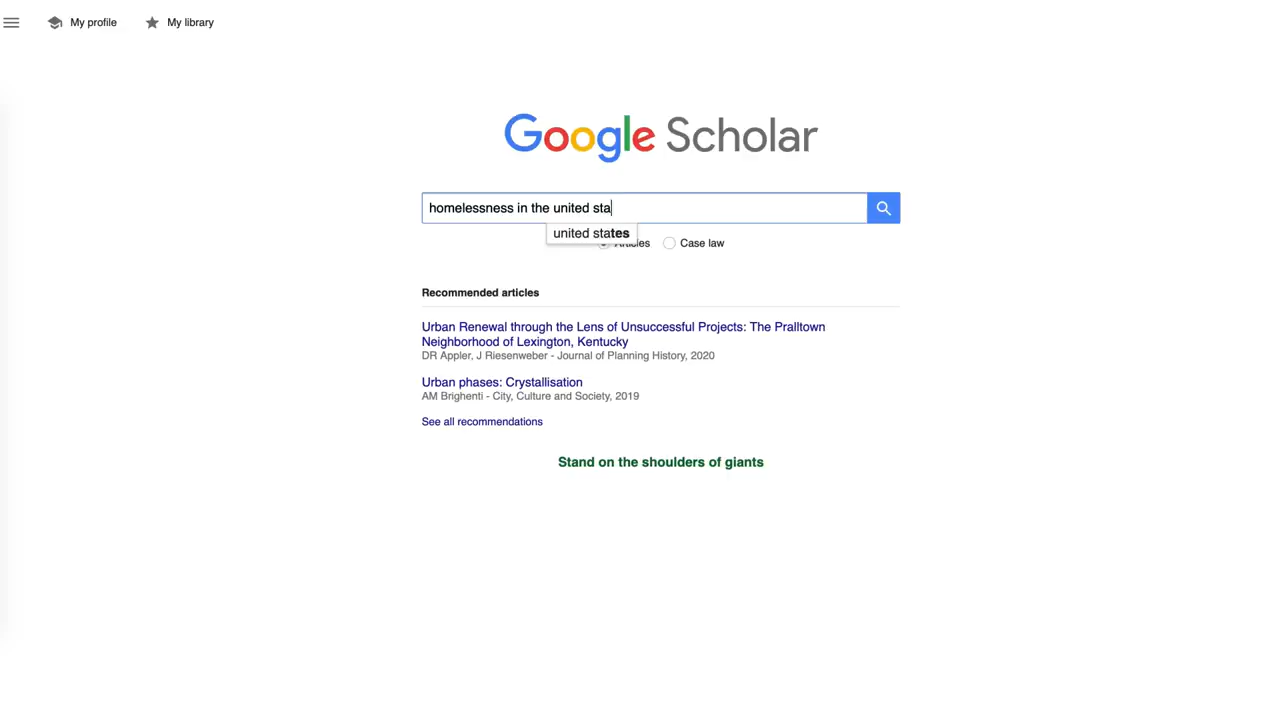 My profile
My library
Google Scholar
homelessness in the united sta
united states
Articles
Case law
Recommended articles
Urban Renewal through the Lens of Unsuccessful Projects: The Pralltown
Neighborhood of Lexington, Kentucky
DR Appler, J Riesenweber - Journal of Planning History, 2020
Urban phases: Crystallisation
AM Brighenti - City, Culture and Society, 2019
See all recommendations
Stand on the shoulders of giants